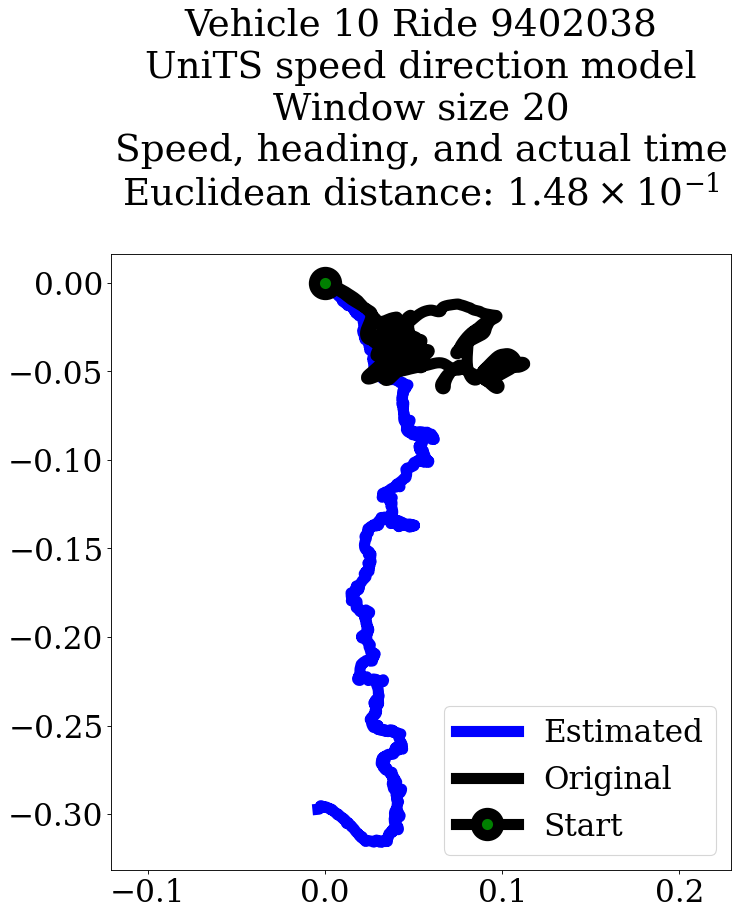 Vehicle 10 Ride 9402038
UniTS speed direction model
Window size 20
Speed, heading, and actual time
Euclidean distance: 1.48 × 10⁻¹
0.00
−0.05
−0.10
−0.15
−0.20
−0.25
−0.30
Estimated
Original
Start
−0.1 0.0 0.1 0.2